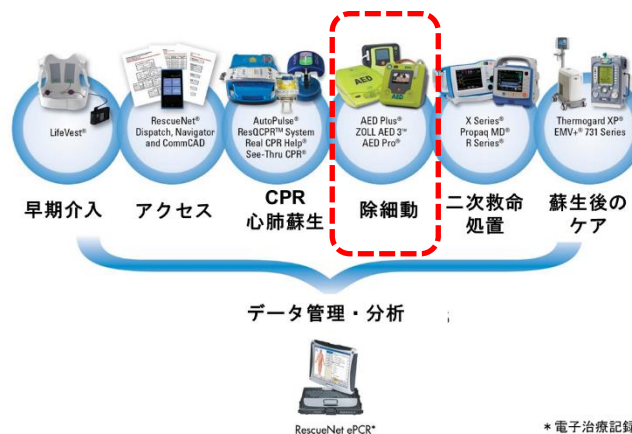 AED
LifeVest®
RescueNet®
Dispatch, Navigator
and CommCAD
AutoPulse®
ResQCPR™ System
Real CPR Help®
See-Thru CPR®
AED Plus®
ZOLL AED 3™
AED Pro®
X Series®
Propaq MD®
R Series®
Thermogard XP®
EMV+® 731 Series
早期介入
アクセス
CPR
心肺蘇生
除細動
二次救命
処置
蘇生後の
ケア
データ管理・分析
;
RescueNet ePCR*
*電子治療記録